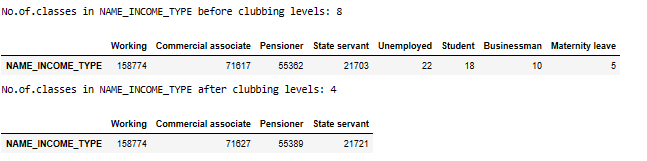 No.of.classes in NAME_INCOME_TYPE before clubbing levels: 8
Working Commercial associate Pensioner State servant Unemployed Student Businessman Maternity leave
NAME_INCOME_TYPE 158774 71617 55362 21703 22 18 10 5
No.of.classes in NAME_INCOME_TYPE after clubbing levels: 4
Working Commercial associate Pensioner State servant
NAME_INCOME_TYPE 158774 71627 55389 21721